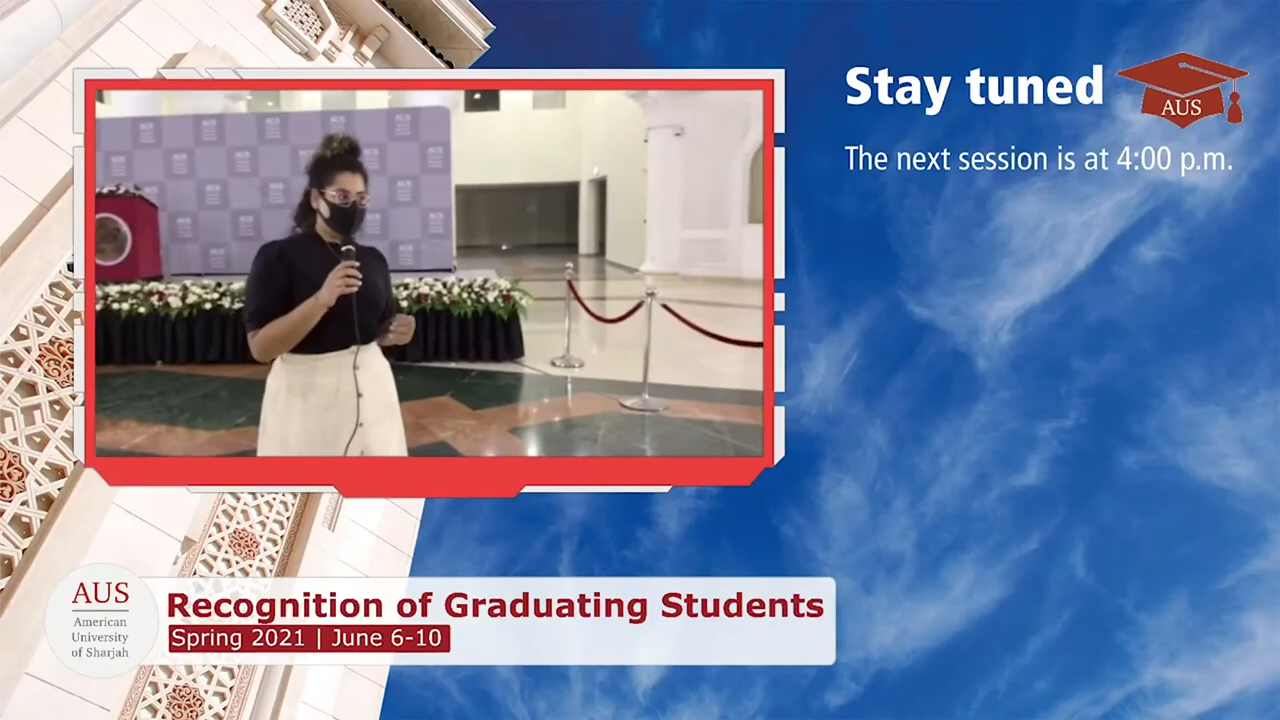 Stay tuned
AUS
The next session is at 4:00 p.m.
AUS
American
University
of Sharjah
Recognition of Graduating Students
Spring 2021 | June 6-10